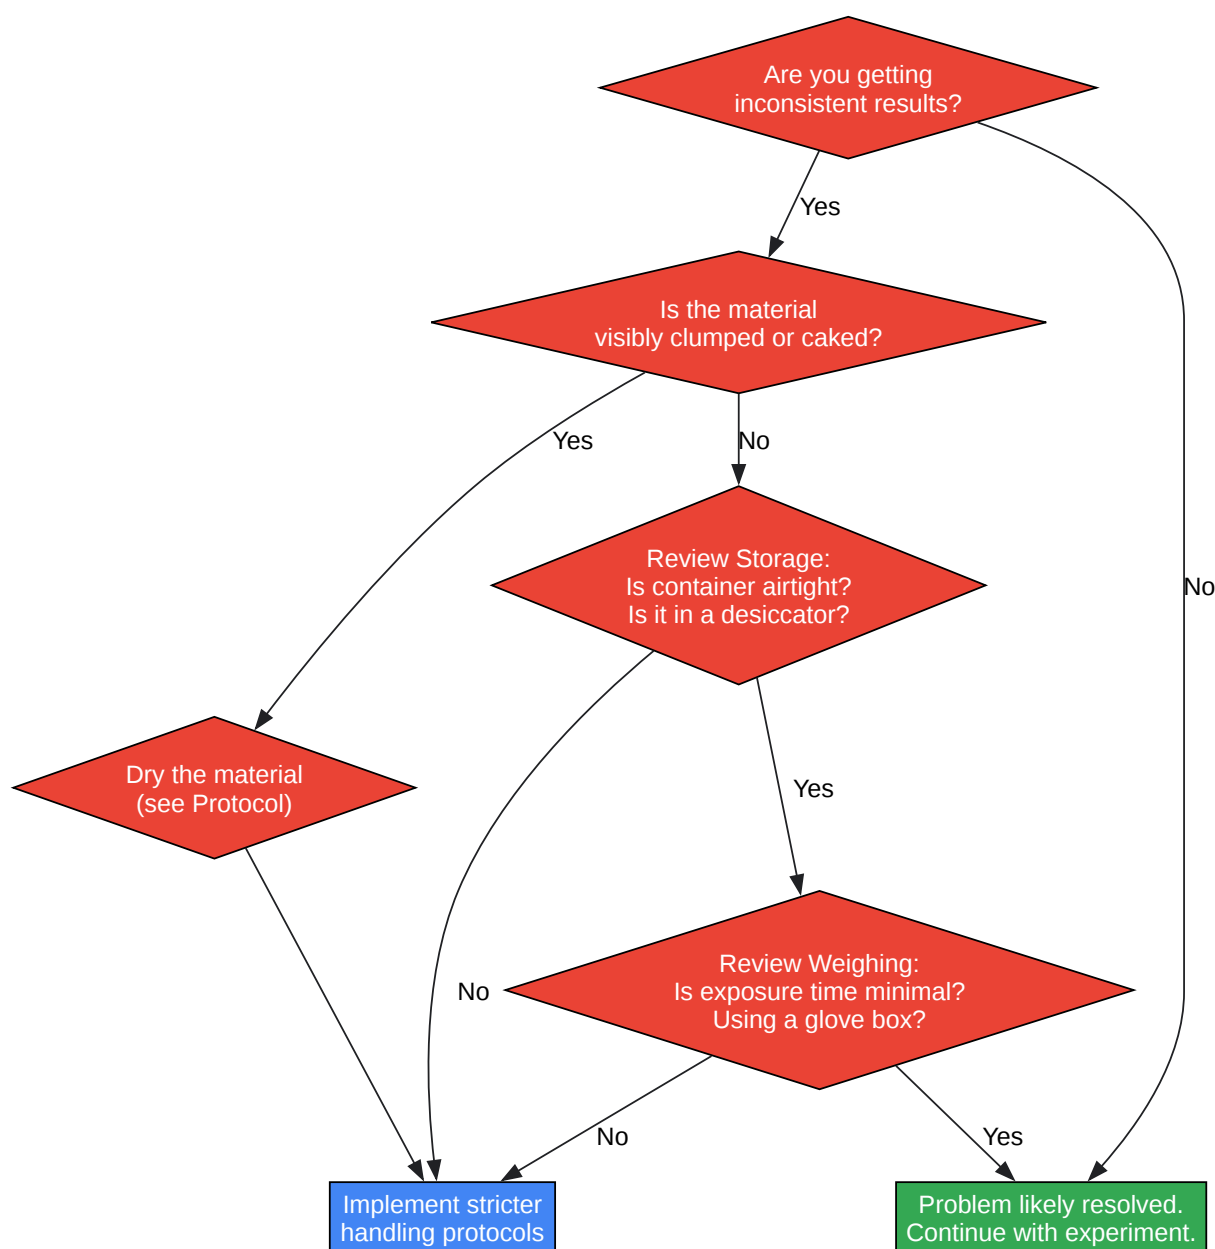 Are you getting
inconsistent results?
Yes
Is the material
visibly clumped or caked?
Yes
No
Review Storage:
Is container airtight?
Is it in a desiccator?
No
Dry the material
(see Protocol)
Yes
Review Weighing:
Is exposure time minimal?
Using a glove box?
No
No
Yes
Implement stricter
handling protocols
Problem likely resolved.
Continue with experiment.